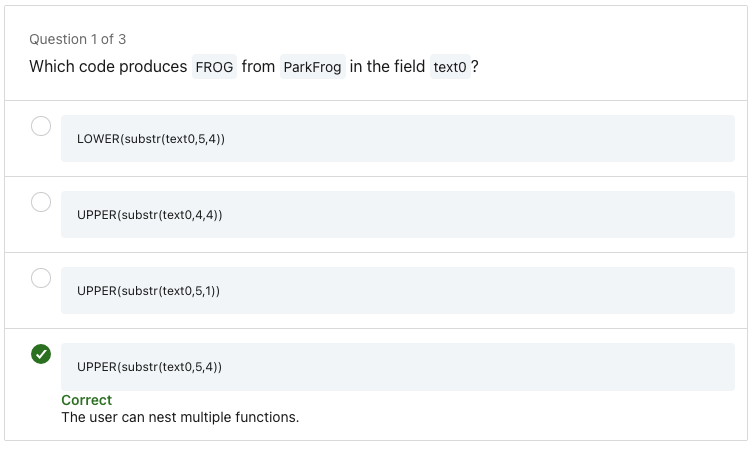 Question 1 of 3
Which code produces FROG from ParkFrog in the field text0 ?
LOWER(substr(text0,5,4))
UPPER(substr(text0,4,4))
UPPER(substr(text0,5,1))
UPPER(substr(text0,5,4))
Correct
The user can nest multiple functions.